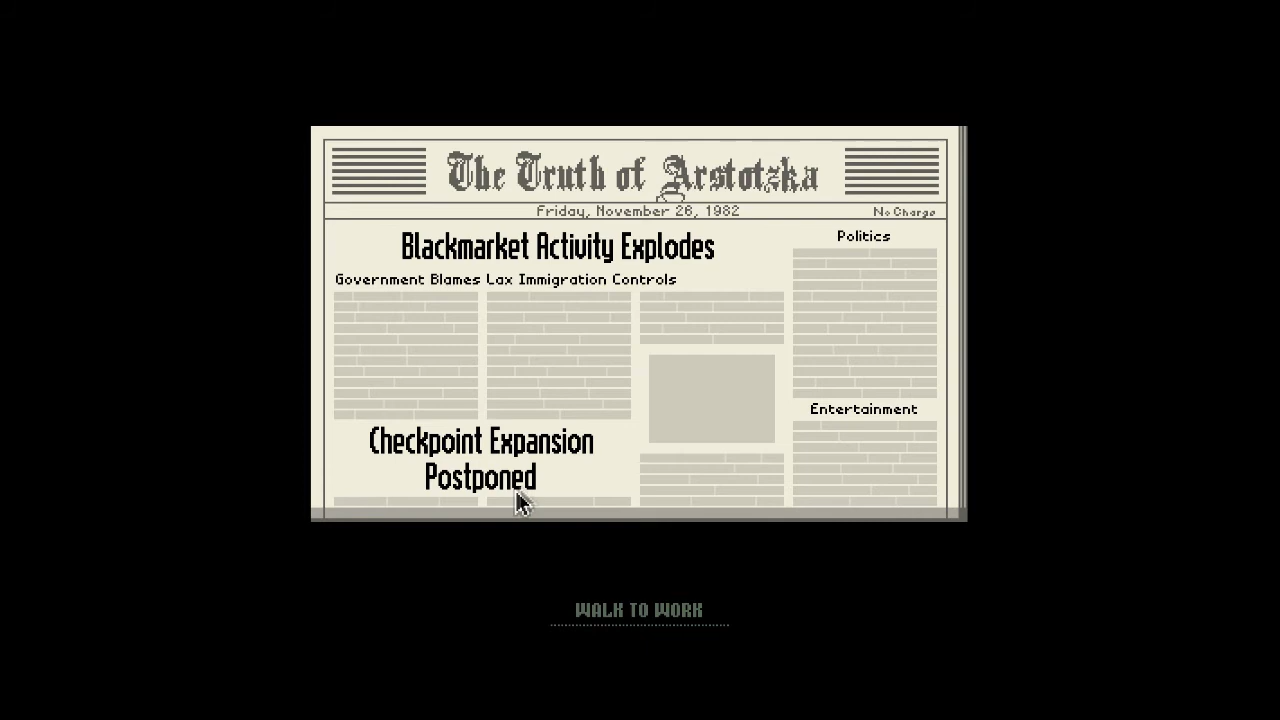 The Truth of Arstotzka
Friday, November 26, 1982
No Charge
Blackmarket Activity Explodes
Government Blames Lax Immigration Controls
Checkpoint Expansion
Postponed
Politics
Entertainment
WALK TO WORK